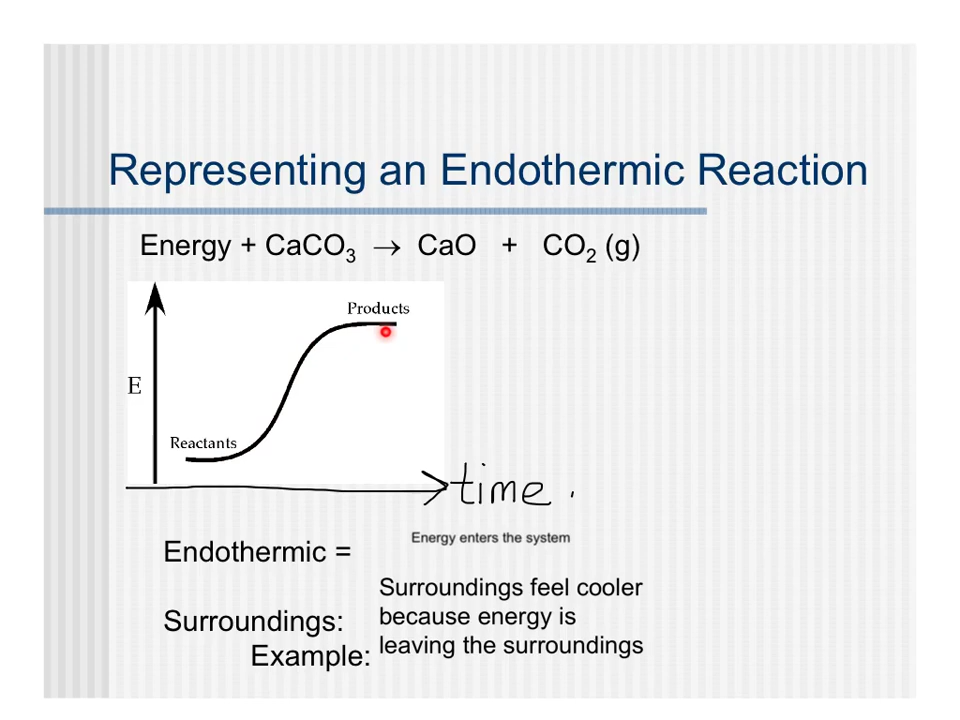 Representing an Endothermic Reaction
Energy + CaCO₃ → CaO + CO₂ (g)
Products
E
Reactants
time .
Endothermic =
Energy enters the system
Surroundings:
Surroundings feel cooler
because energy is
leaving the surroundings
Example: